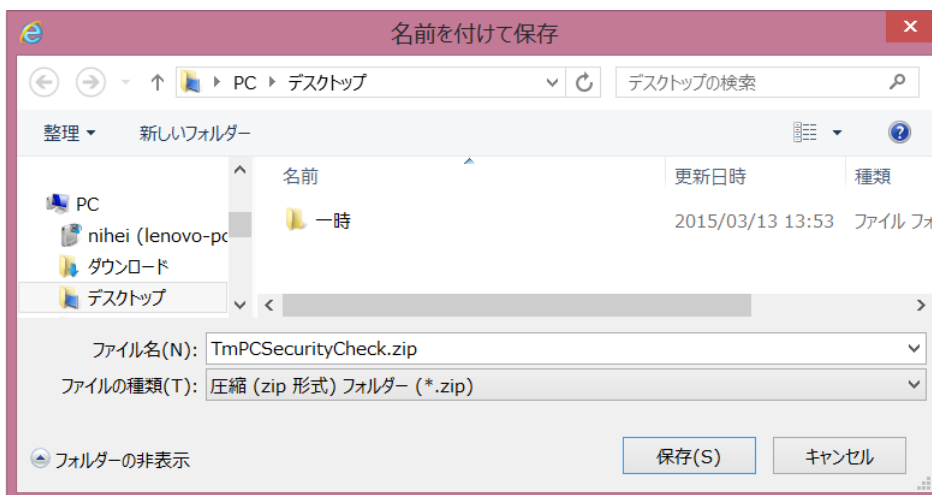 名前を付けて保存
PC デスクトップ
デスクトップの検索
整理
新しいフォルダー
名前
更新日時
種類
PC
nihei (lenovo-pc
ダウンロード
デスクトップ
一時
2015/03/13 13:53
ファイル フォ
ファイル名(N): TmPCSecurityCheck.zip
ファイルの種類(T): 圧縮 (zip 形式) フォルダー (*.zip)
フォルダーの非表示
保存(S)
キャンセル